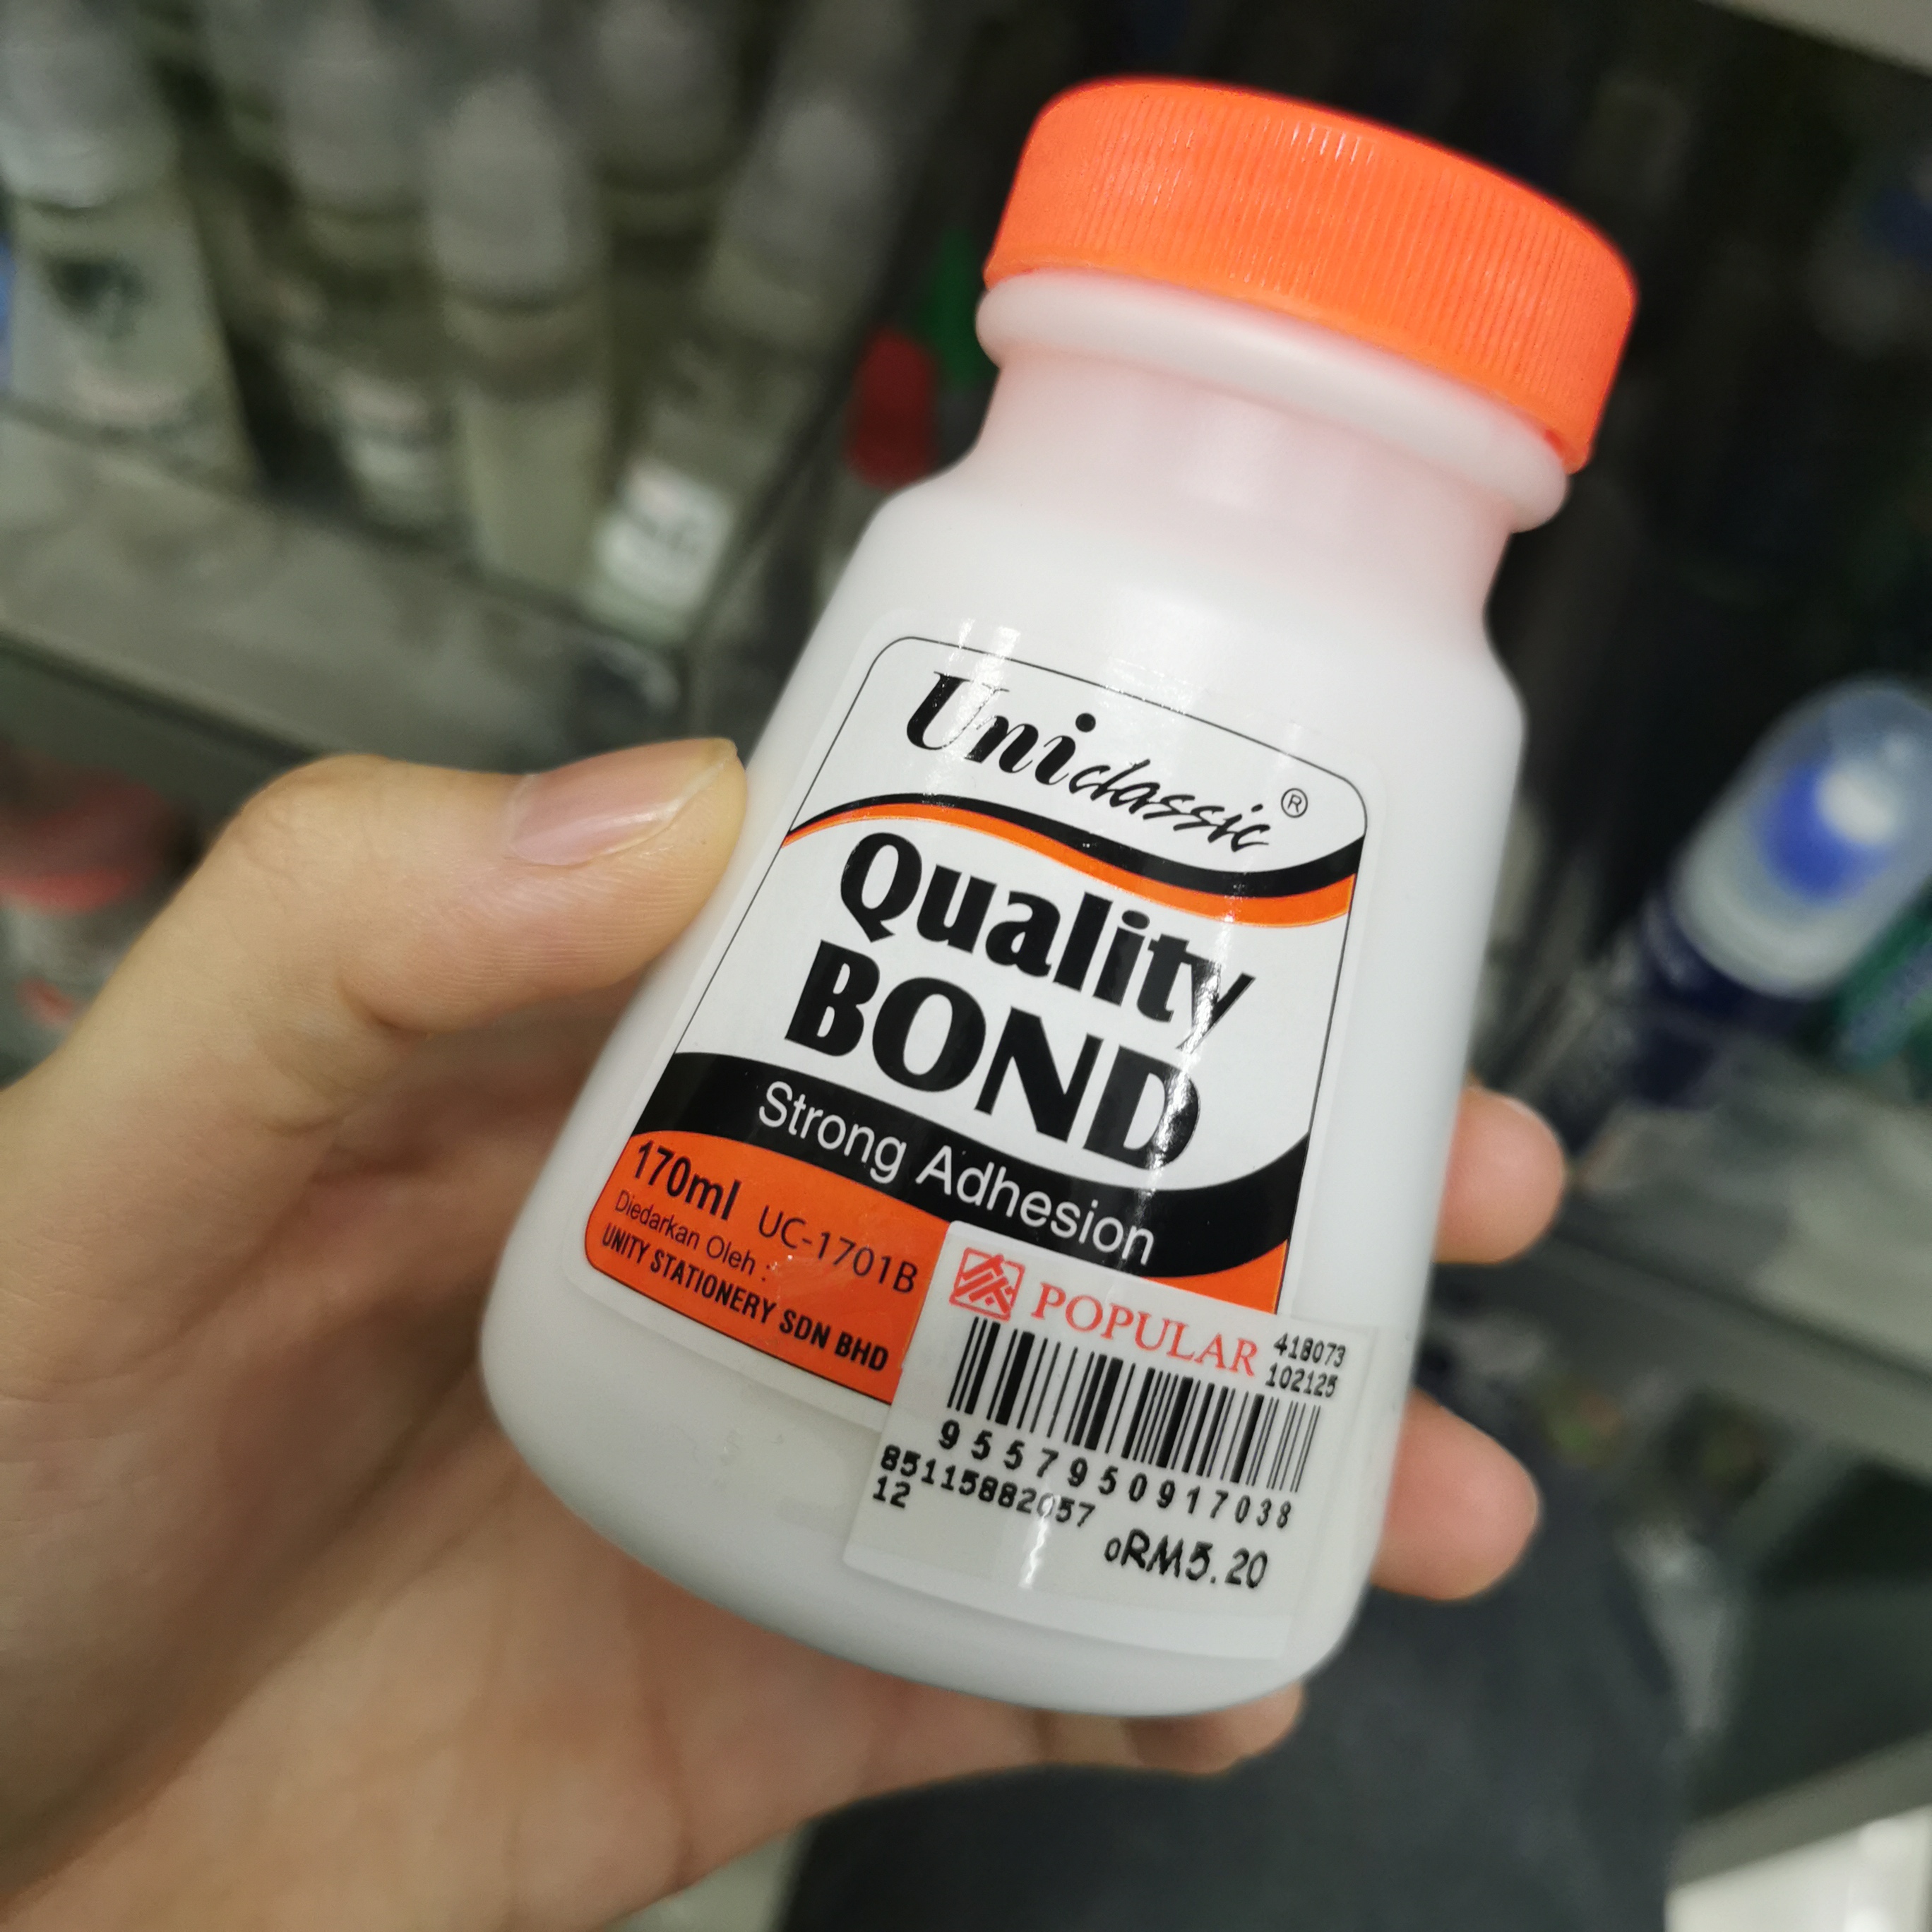 Uniclassic®
Quality
BOND
Strong Adhesion
170ml UC-1701B
Diedarkan Oleh :
UNITY STATIONERY SDN BHD
POPULAR
418073
102125
9557950917038
85115882057
12
0RM5.20